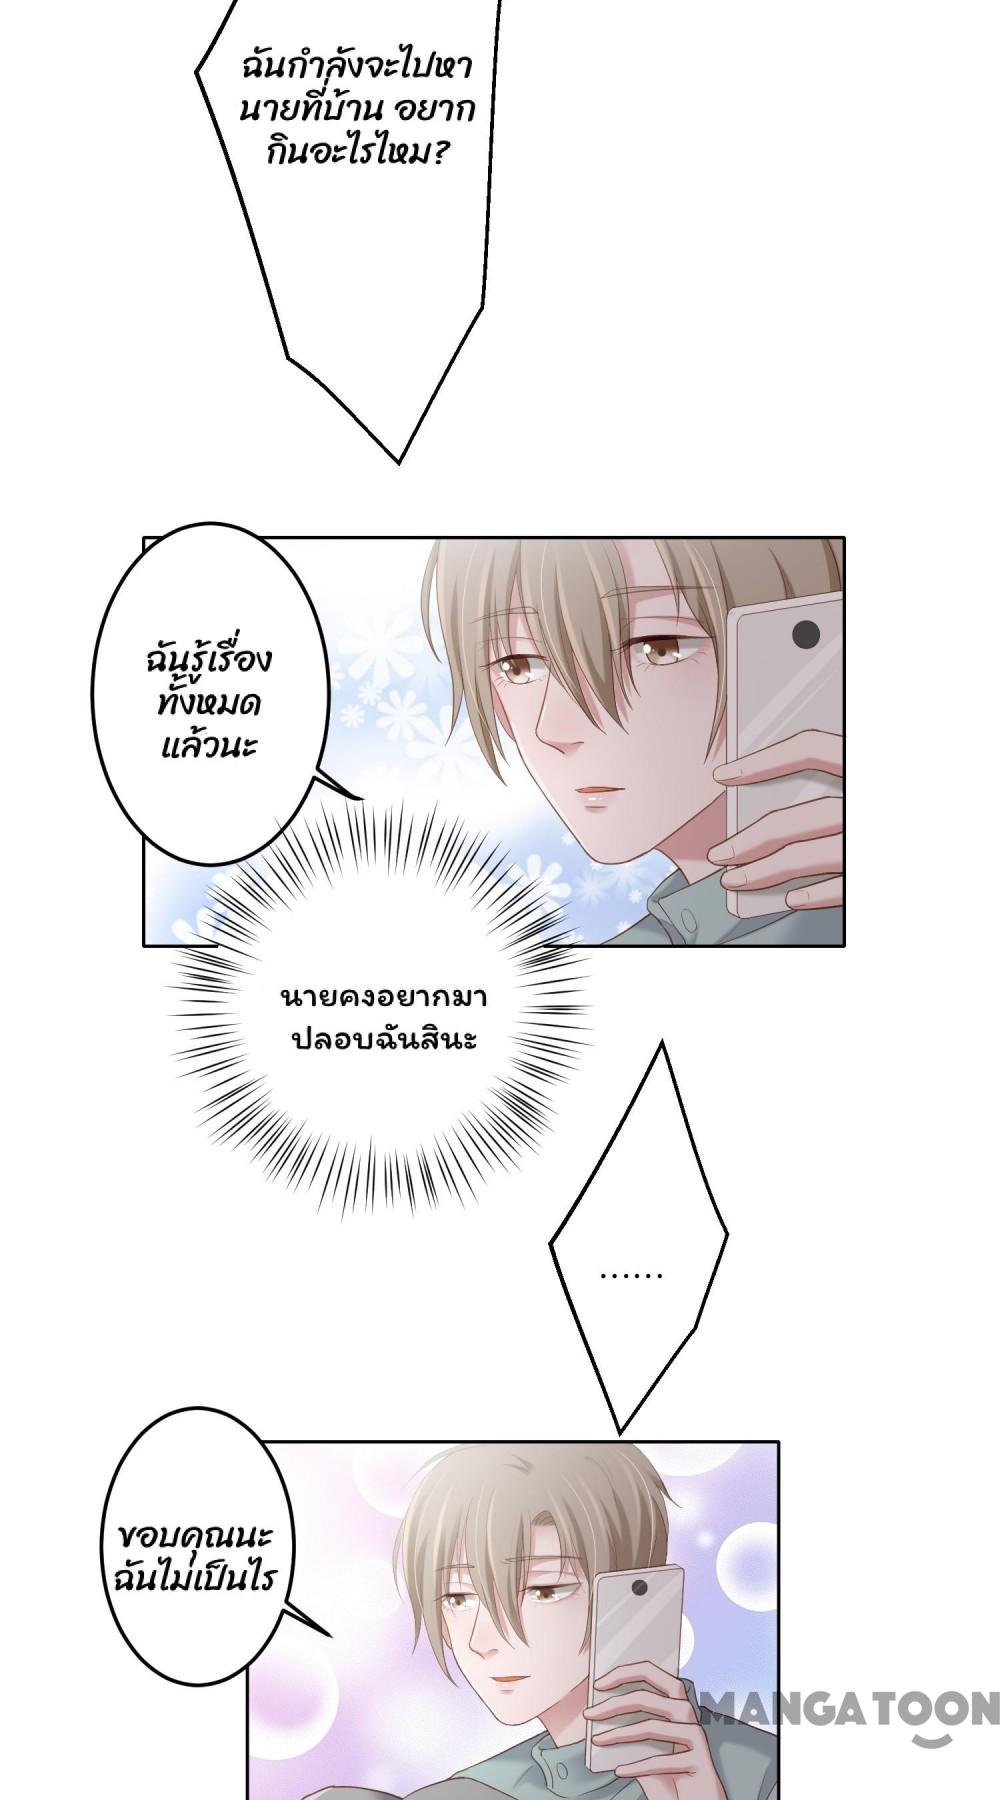 ฉันกำลังจะไปหา
นายที่บ้าน อยาก
กินอะไรไหม?
ฉันรู้เรื่อง
ทั้งหมด
แล้วนะ
นายคงอยากมา
ปลอบฉันสินะ
......
ขอบคุณนะ
ฉันไม่เป็นไร
MANGATOON